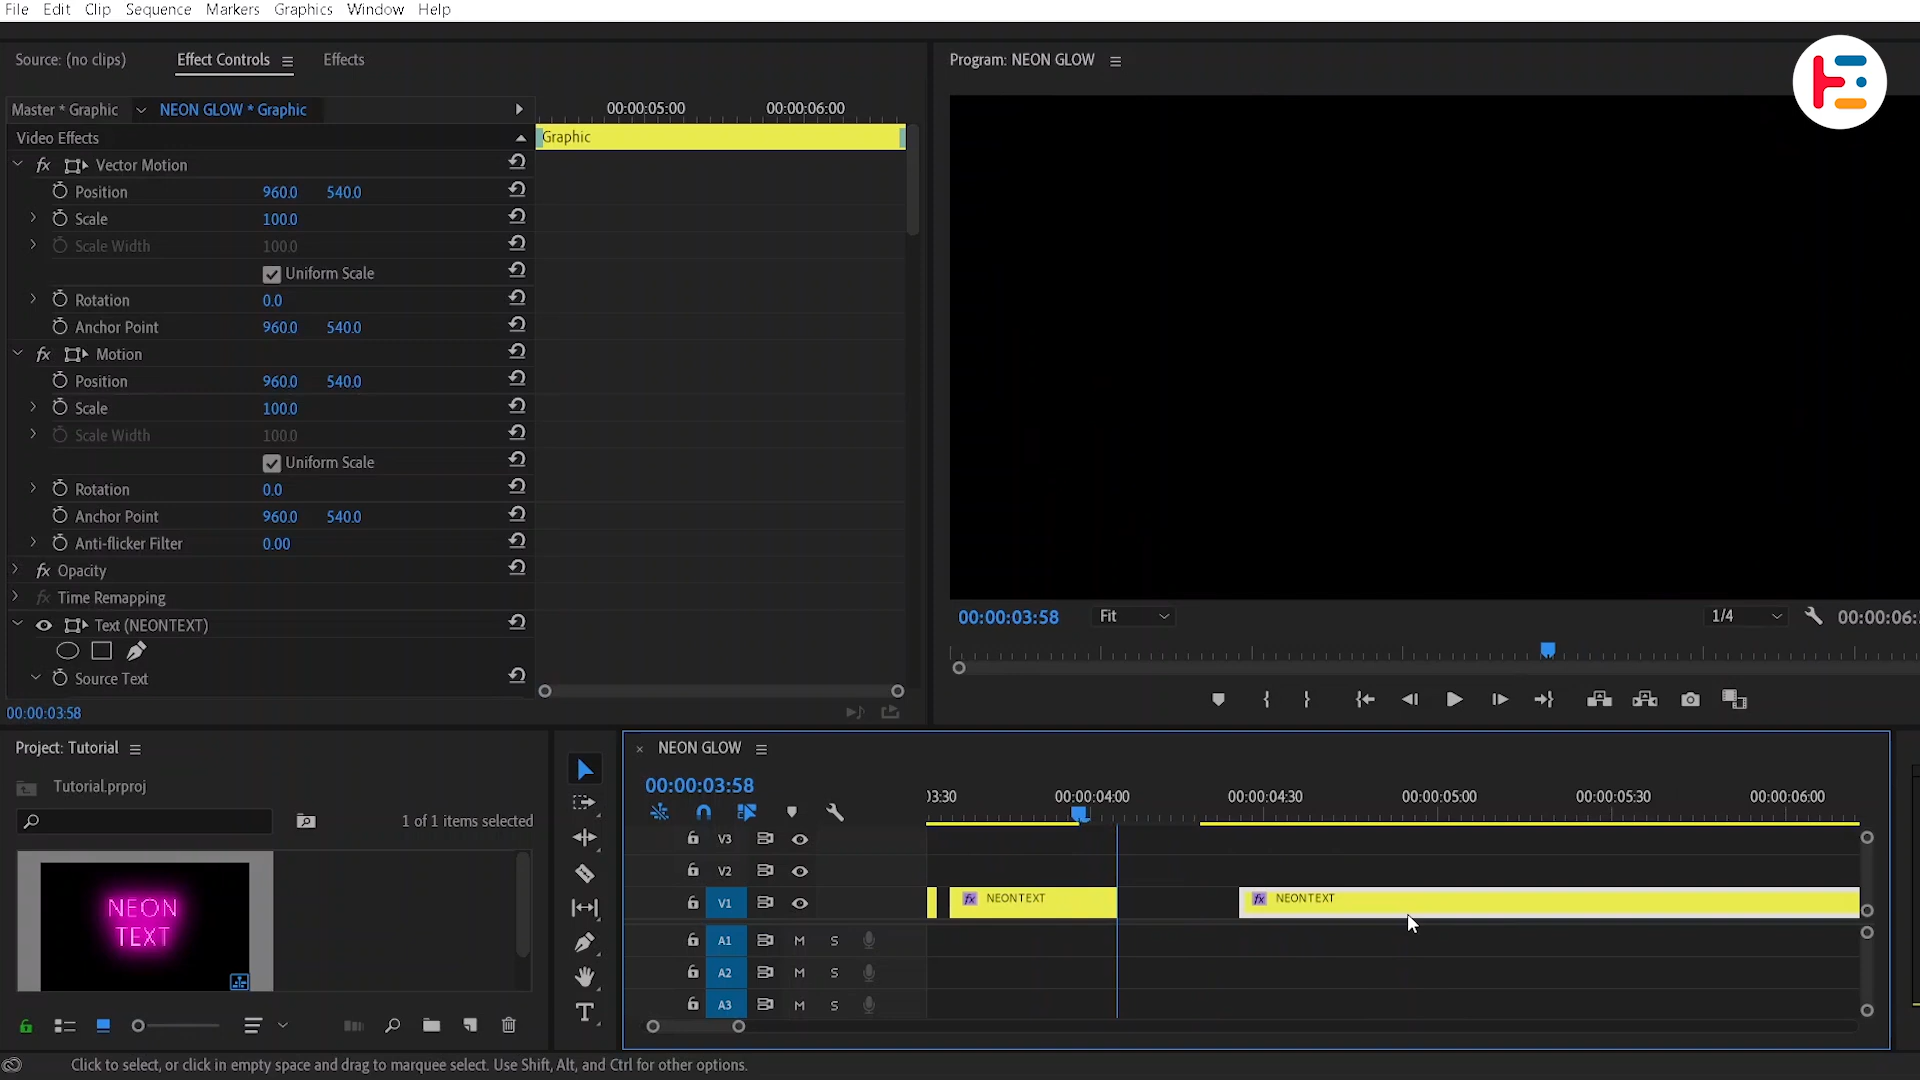 File Edit Clip Sequence Markers Graphics Window Help
Source: (no clips) Effect Controls Effects
Master * Graphic NEON GLOW * Graphic
00:00:05:00 00:00:06:00
Video Effects
Graphic
Vector Motion
Position 960.0 540.0
Scale 100.0
Scale Width 100.0
Uniform Scale
Rotation 0.0
Anchor Point 960.0 540.0
Motion
Position 960.0 540.0
Scale 100.0
Scale Width 100.0
Uniform Scale
Rotation 0.0
Anchor Point 960.0 540.0
Anti-flicker Filter 0.00
fx Opacity
fx Time Remapping
Text (NEONTEXT)
Source Text
00:00:03:58
Program: NEON GLOW
00:00:03:58 Fit 1/4 00:00:06:
Project: Tutorial
Tutorial.prproj
1 of 1 items selected
NEON
TEXT
NEON GLOW
00:00:03:58
03:30 00:00:04:00 00:00:04:30 00:00:05:00 00:00:05:30 00:00:06:00
V3
V2
V1 fx NEONTEXT fx NEONTEXT
A1 M S
A2 M S
A3 M S
Click to select, or click in empty space and drag to marquee select. Use Shift, Alt, and Ctrl for other options.